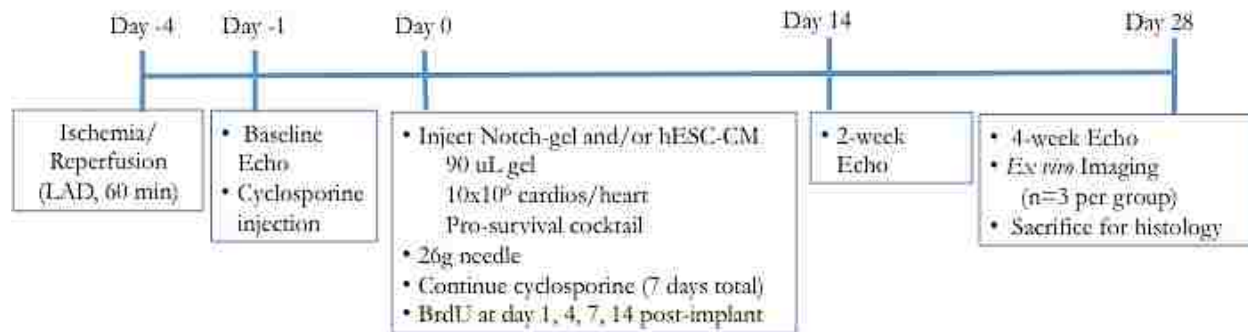 Day -4
Day -1
Day 0
Day 14
Day 28
Ischemia/
Reperfusion
(LAD, 60 min)
• Baseline
Echo
• Cyclosporine
injection
• Inject Notch-gel and/or hESC-CM
90 uL gel
10x10⁶ cardios/heart
Pro-survival cocktail
• 26g needle
• Continue cyclosporine (7 days total)
• BrdU at day 1, 4, 7, 14 post-implant
• 2-week
Echo
• 4-week Echo
• Ex vivo Imaging
(n=3 per group)
• Sacrifice for histology